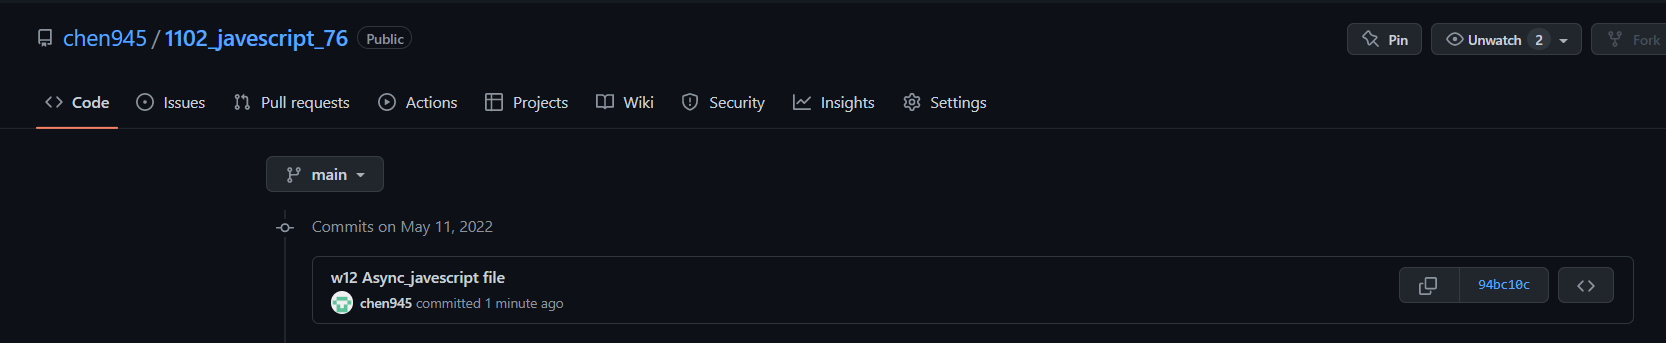 chen945 / 1102_javescript_76 Public
Pin Unwatch 2 Fork
Code Issues Pull requests Actions Projects Wiki Security Insights Settings
main
Commits on May 11, 2022
w12 Async_javescript file
94bc10c
chen945 committed 1 minute ago